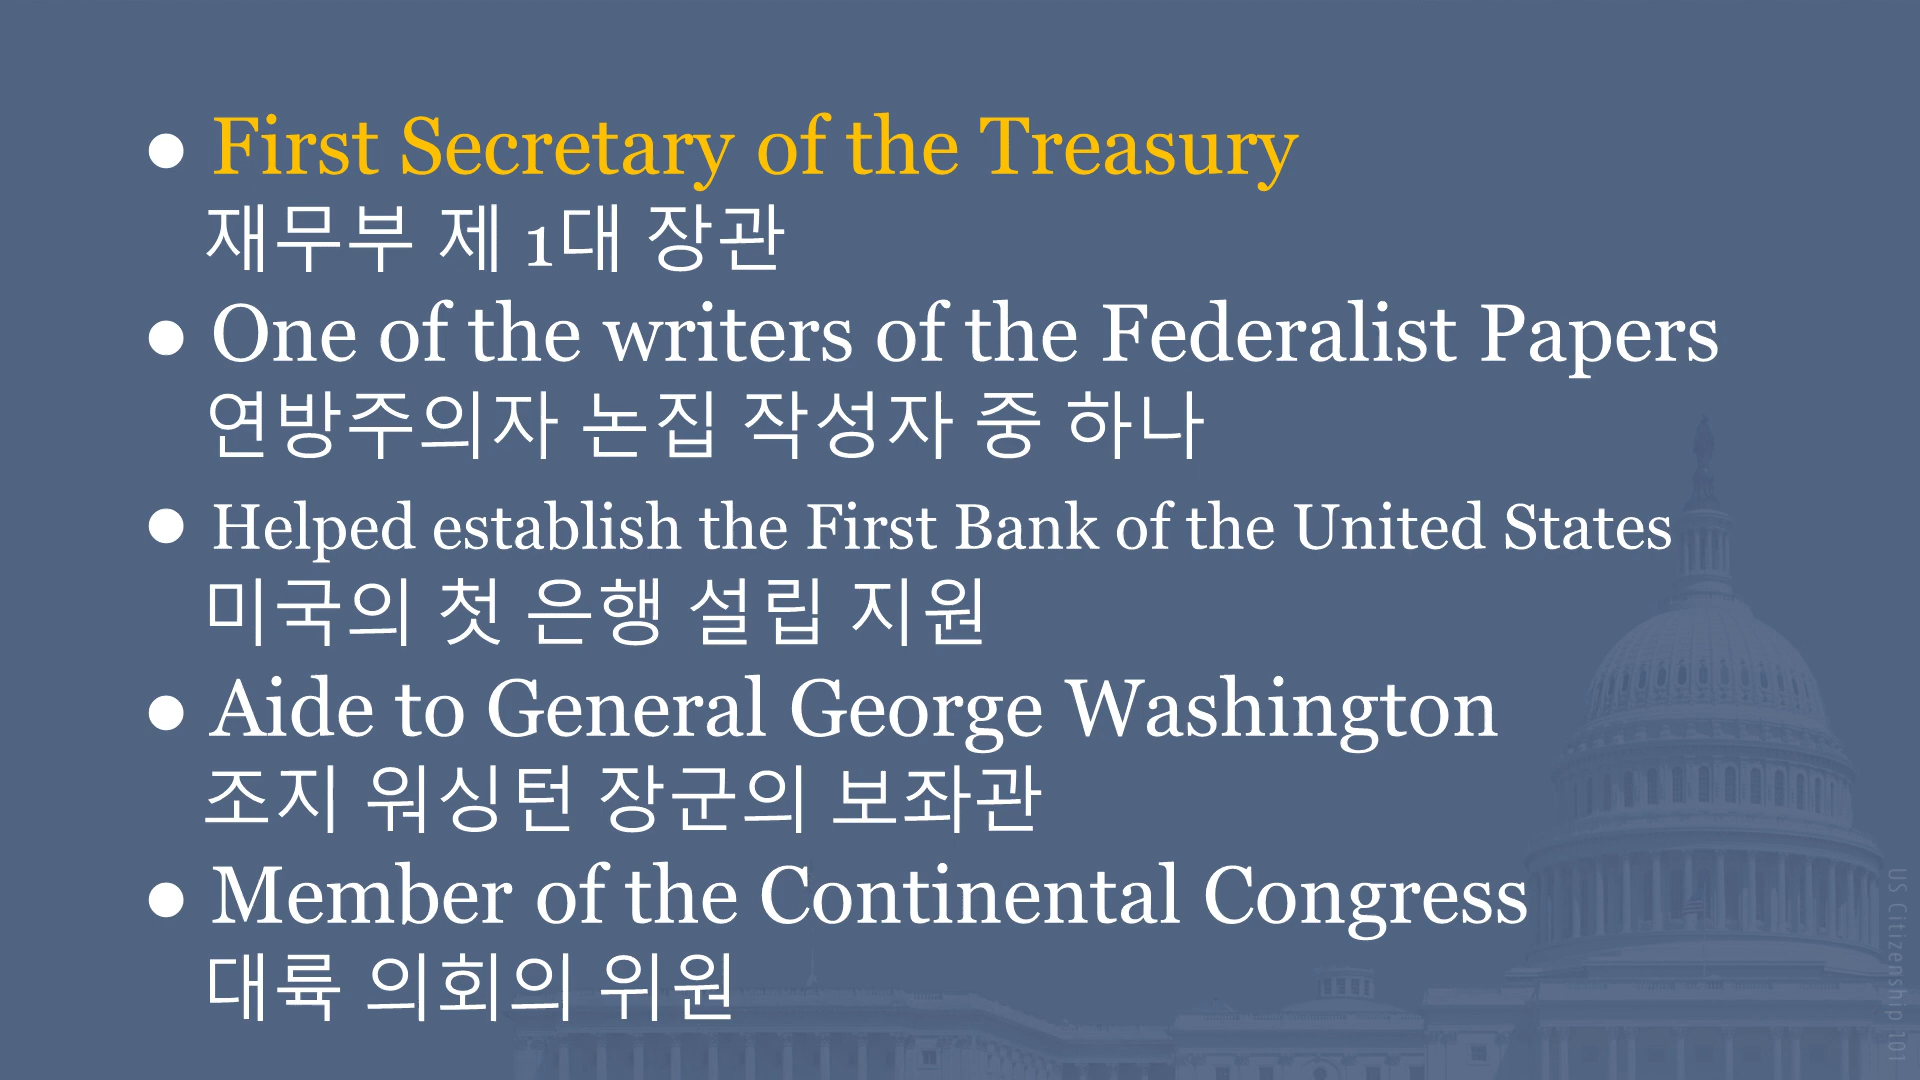 ● First Secretary of the Treasury
재무부 제 1대 장관
● One of the writers of the Federalist Papers
연방주의자 논집 작성자 중 하나
● Helped establish the First Bank of the United States
미국의 첫 은행 설립 지원
● Aide to General George Washington
조지 워싱턴 장군의 보좌관
● Member of the Continental Congress
대륙 의회의 위원
US Citizenship 101